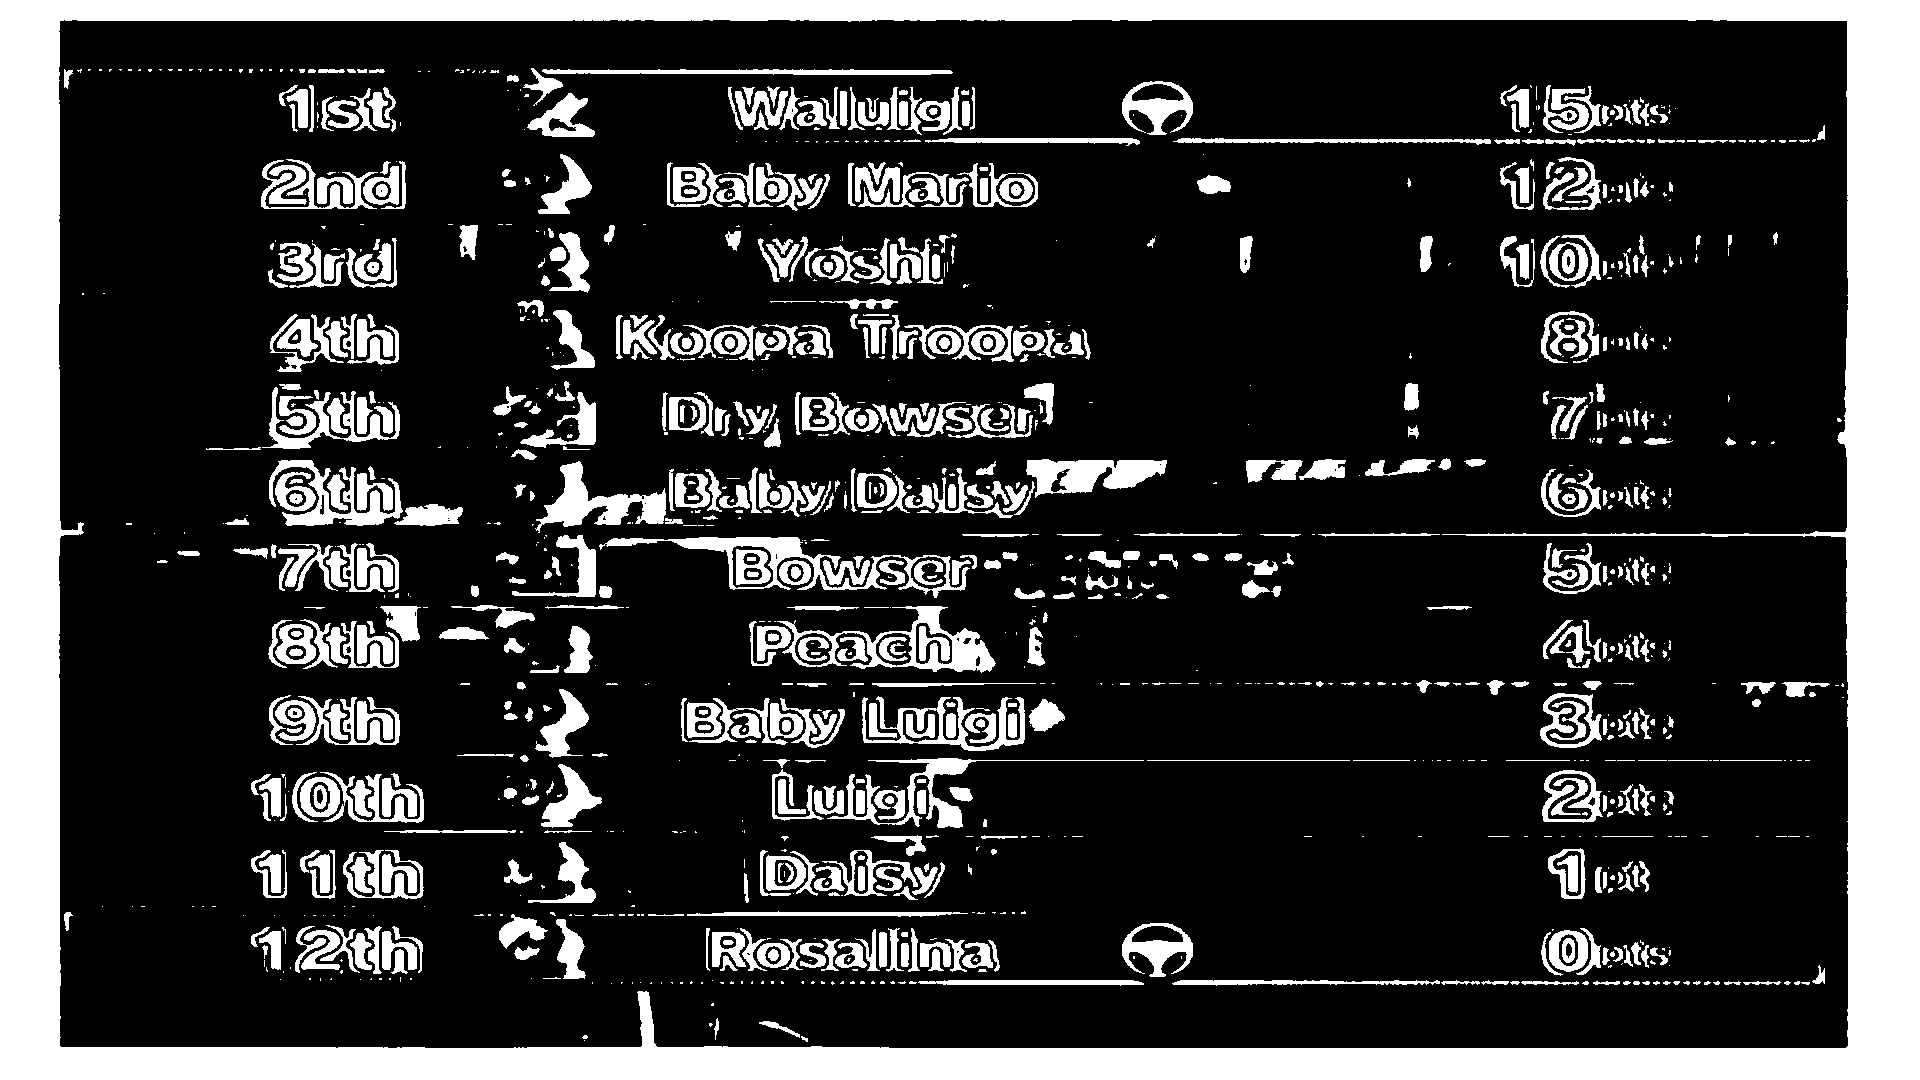 1st Waluigi 15pts
2nd Baby Mario 12pts
3rd Yoshi 10pts
4th Koopa Troopa 8pts
5th Dry Bowser 7pts
6th Baby Daisy 6pts
7th Bowser 5pts
8th Peach 4pts
9th Baby Luigi 3pts
10th Luigi 2pts
11th Daisy 1pt
12th Rosalina 0pts